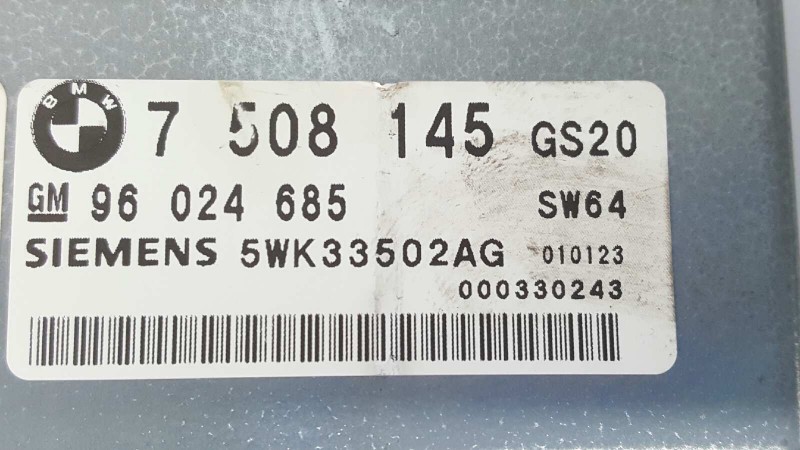 BMW 7 508 145 GS20
GM 96 024 685 SW64
SIEMENS 5WK33502AG 010123
000330243